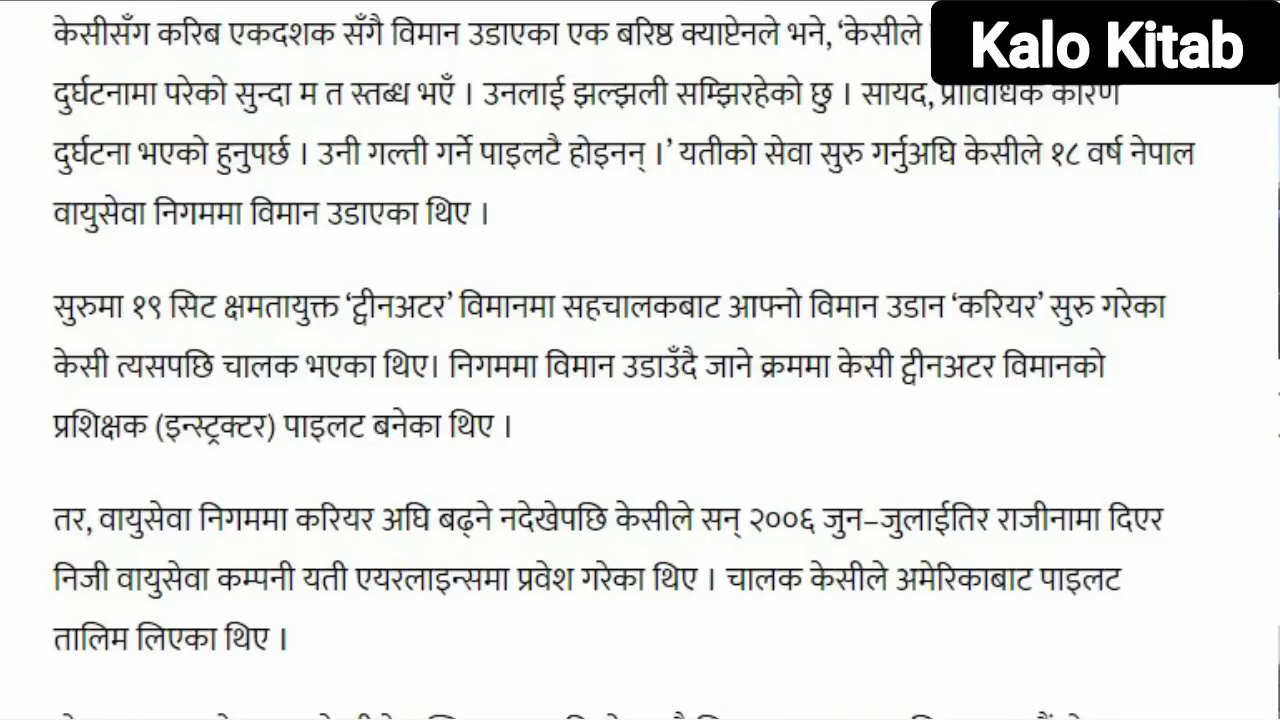 केसीसँग करिब एकदशक सँगै विमान उडाएका एक बरिष्ठ क्याप्टेनले भने, ‘केसीले
Kalo Kitab
दुर्घटनामा परेको सुन्दा म त स्तब्ध भएँ । उनलाई झल्झली सम्झिरहेको छु । सायद, प्राविधिक कारण
दुर्घटना भएको हुनुपर्छ । उनी गल्ती गर्ने पाइलटै होइनन् ।’ यतीको सेवा सुरु गर्नुअघि केसीले १८ वर्ष नेपाल
वायुसेवा निगममा विमान उडाएका थिए ।
सुरुमा १९ सिट क्षमतायुक्त ‘ट्वीनअटर’ विमानमा सहचालकबाट आफ्नो विमान उडान ‘करियर’ सुरु गरेका
केसी त्यसपछि चालक भएका थिए। निगममा विमान उडाउँदै जाने क्रममा केसी ट्वीनअटर विमानको
प्रशिक्षक (इन्स्ट्रक्टर) पाइलट बनेका थिए ।
तर, वायुसेवा निगममा करियर अघि बढ्ने नदेखेपछि केसीले सन् २००६ जुन–जुलाईतिर राजीनामा दिएर
निजी वायुसेवा कम्पनी यती एयरलाइन्समा प्रवेश गरेका थिए । चालक केसीले अमेरिकाबाट पाइलट
तालिम लिएका थिए ।